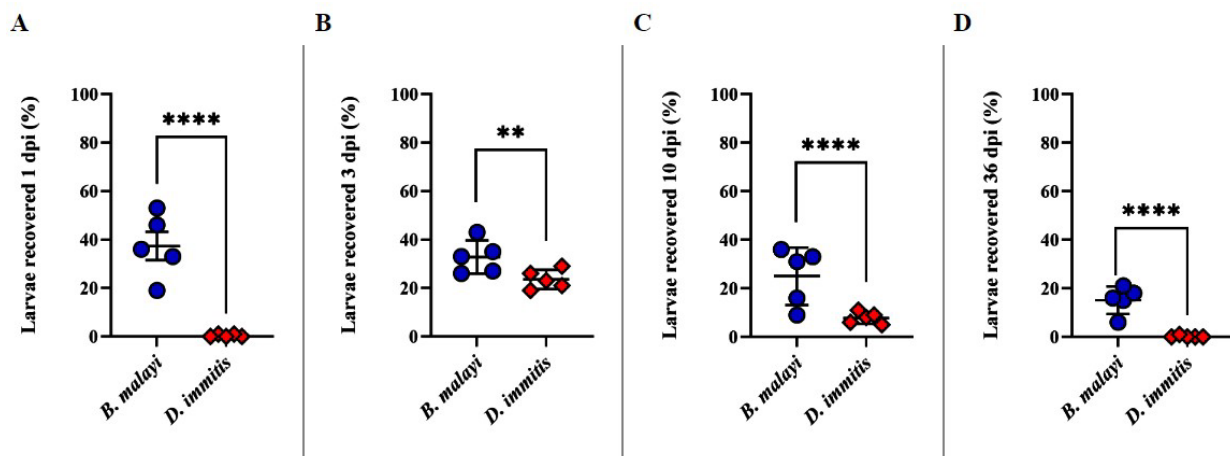 A
Larvae recovered 1 dpi (%)
100
80
60
40
20
0
****
B. malayi
D. immitis
B
Larvae recovered 3 dpi (%)
100
80
60
40
20
0
**
B. malayi
D. immitis
C
Larvae recovered 10 dpi (%)
100
80
60
40
20
0
****
B. malayi
D. immitis
D
Larvae recovered 36 dpi (%)
100
80
60
40
20
0
****
B. malayi
D. immitis